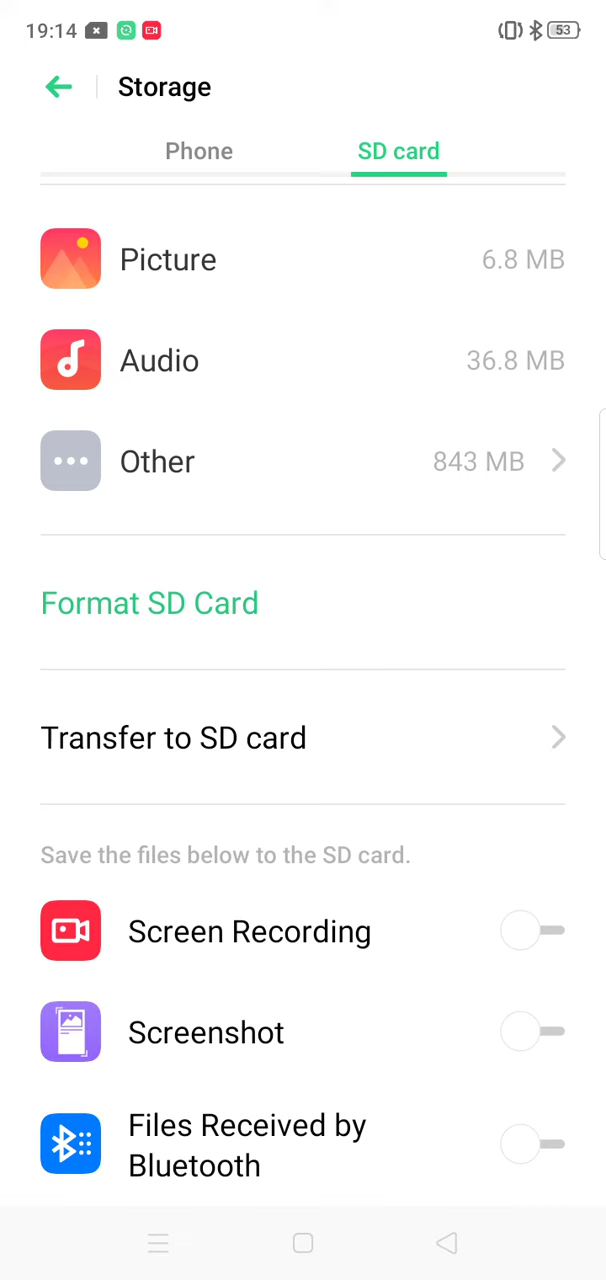 19:14
53
Storage
Phone
SD card
Picture
6.8 MB
Audio
36.8 MB
Other
843 MB
Format SD Card
Transfer to SD card
Save the files below to the SD card.
Screen Recording
Screenshot
Files Received by
Bluetooth